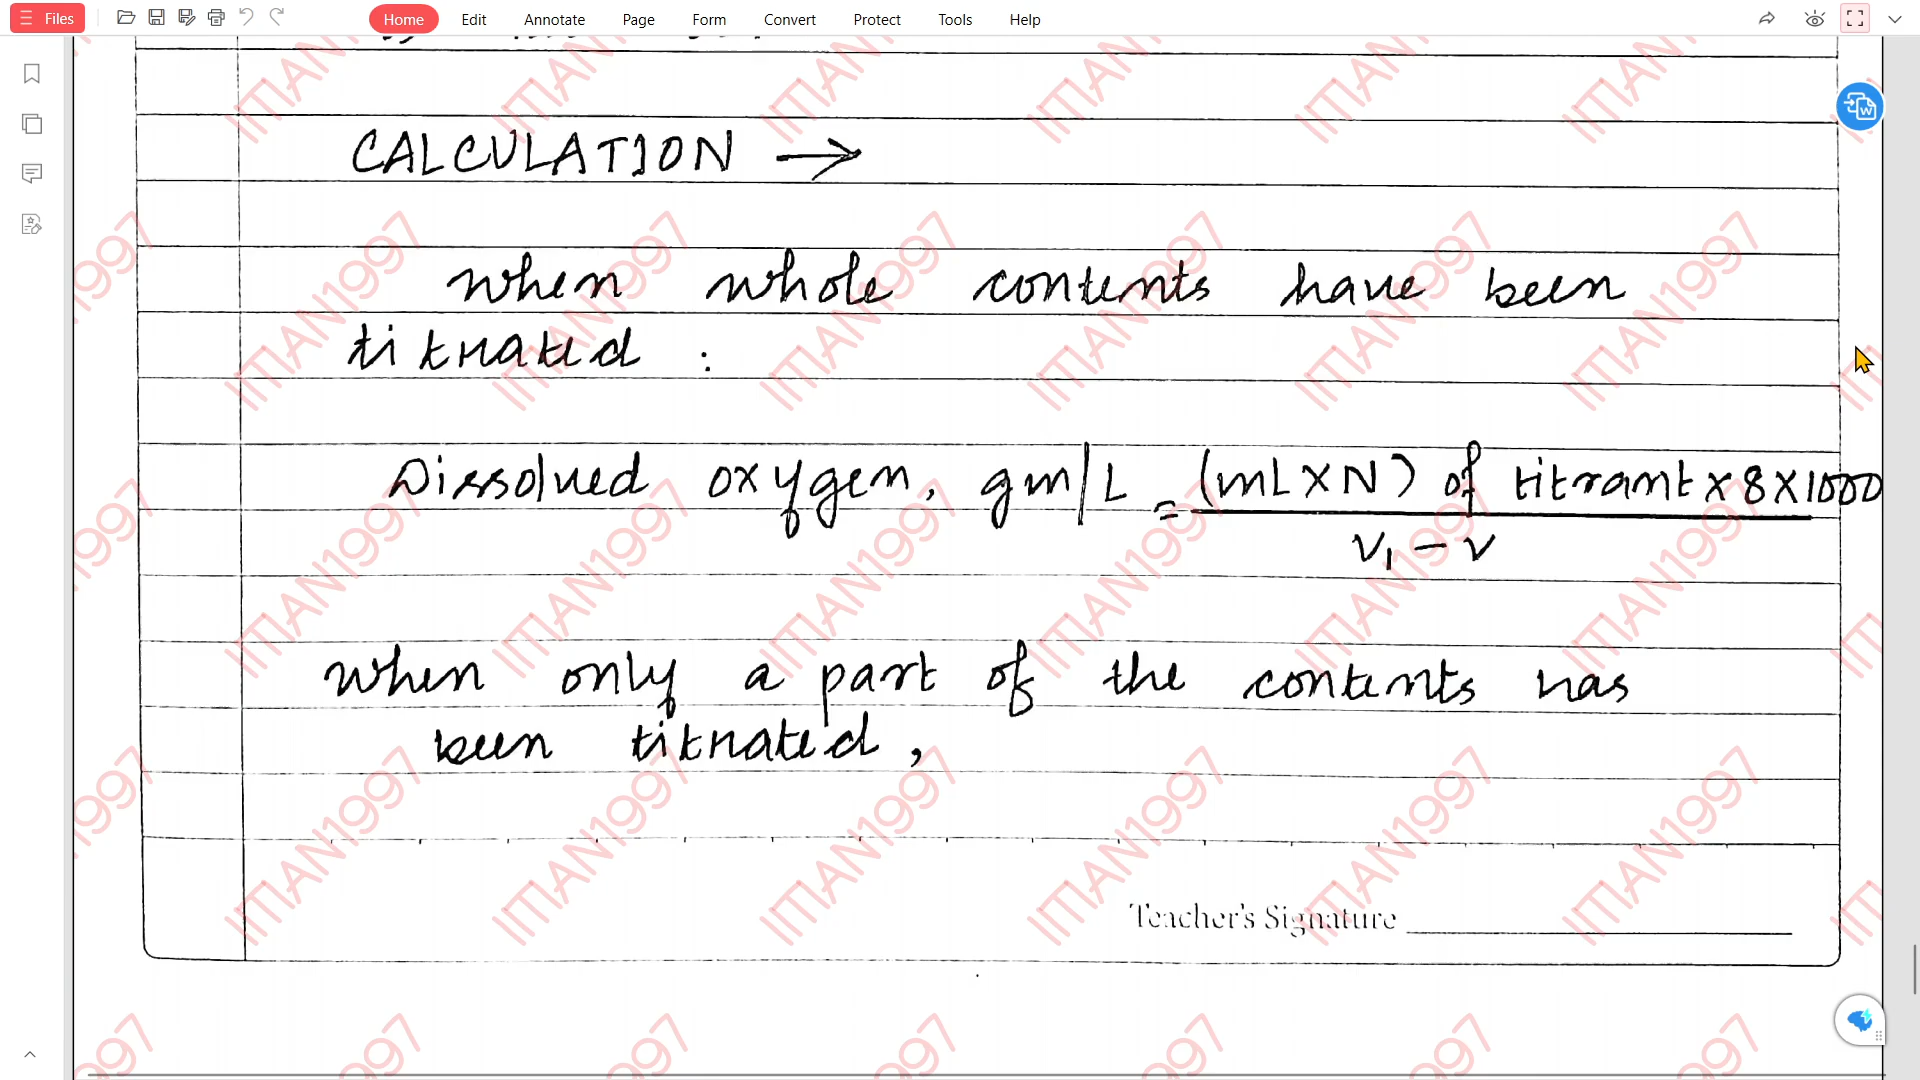 Files
Home Edit Annotate Page Form Convert Protect Tools Help
CALCULATION →
When whole contents have been
titrated :
Dissolved oxygen, gm/L = (mL X N) of titrant x 8 X 1000
V₁ - V
When only a part of the contents has
been titrated,
Teacher's Signature
IITIAN1997